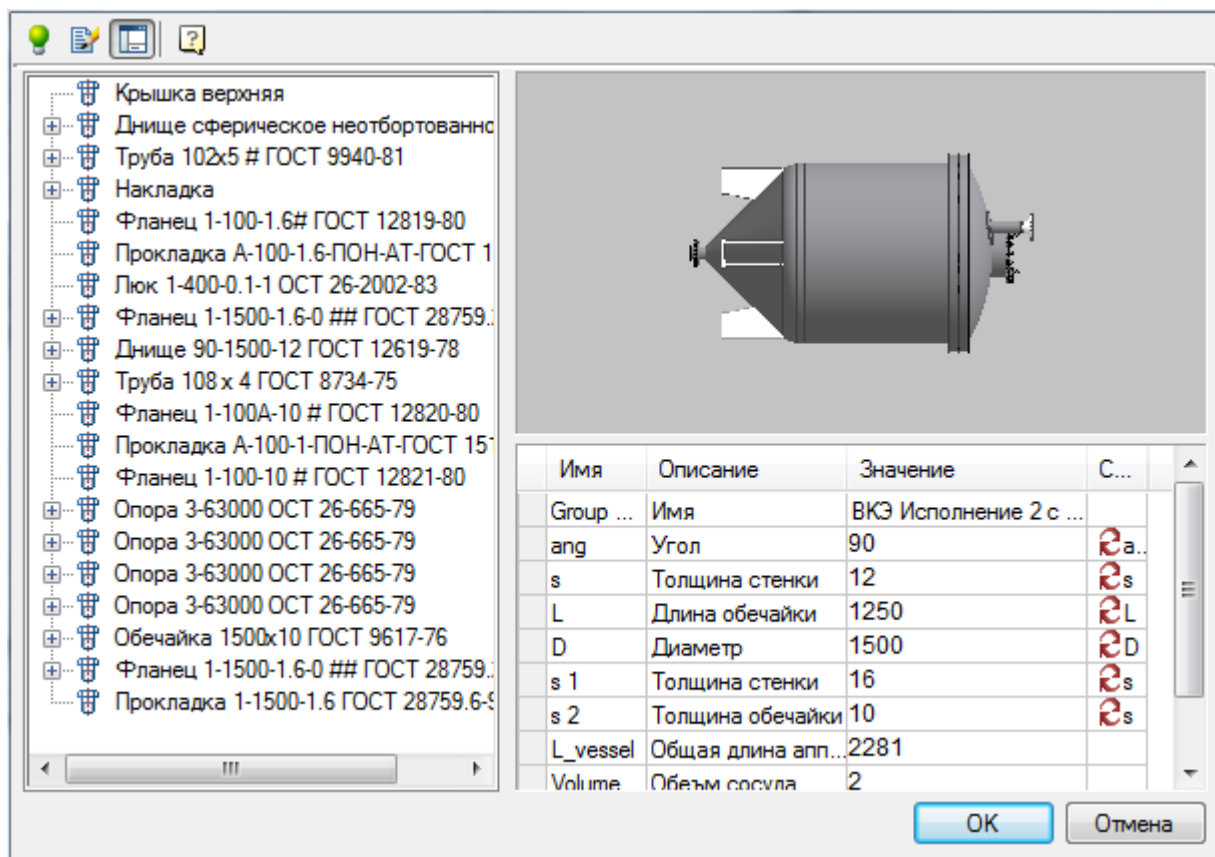 Крышка верхняя
Днище сферическое неотбортованно
Труба 102х5 # ГОСТ 9940-81
Накладка
Фланец 1-100-1.6# ГОСТ 12819-80
Прокладка А-100-1.6-ПОН-АТ-ГОСТ 1
Люк 1-400-0.1-1 ОСТ 26-2002-83
Фланец 1-1500-1.6-0 ## ГОСТ 28759.
Днище 90-1500-12 ГОСТ 12619-78
Труба 108 х 4 ГОСТ 8734-75
Фланец 1-100А-10 # ГОСТ 12820-80
Прокладка А-100-1-ПОН-АТ-ГОСТ 15
Фланец 1-100-10 # ГОСТ 12821-80
Опора 3-63000 ОСТ 26-665-79
Опора 3-63000 ОСТ 26-665-79
Опора 3-63000 ОСТ 26-665-79
Опора 3-63000 ОСТ 26-665-79
Обечайка 1500х10 ГОСТ 9617-76
Фланец 1-1500-1.6-0 ## ГОСТ 28759.
Прокладка 1-1500-1.6 ГОСТ 28759.6-
Имя Описание Значение С...
Group ... Имя ВКЭ Исполнение 2 с ...
ang Угол 90 a..
s Толщина стенки 12 s
L Длина обечайки 1250 L
D Диаметр 1500 D
s 1 Толщина стенки 16 s
s 2 Толщина обечайки 10 s
L_vessel Общая длина апп... 2281
Volume Обеъм сосуда 2
OK Отмена